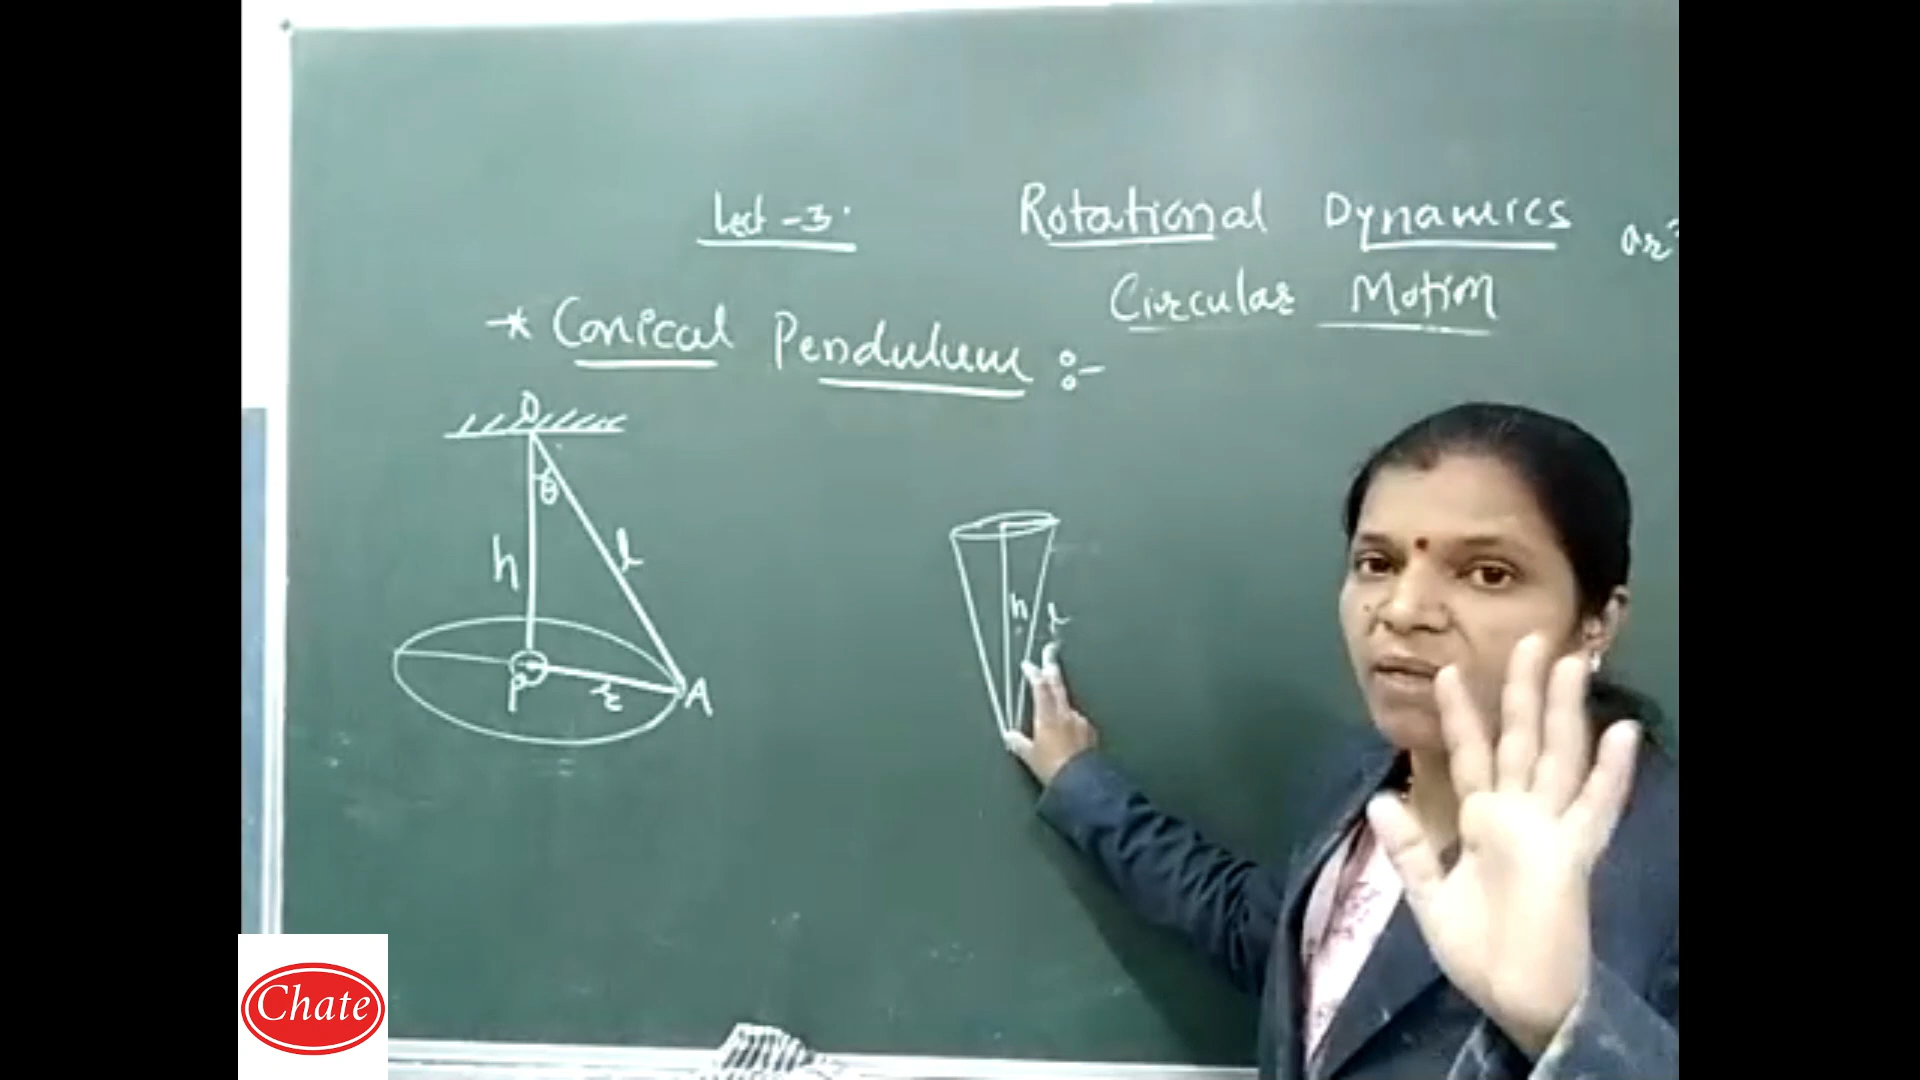 Lect-3.
Rotational Dynamics
Circular Motion
* Conical Pendulum :-
O
θ
h
l
P
r
A
h
Chate